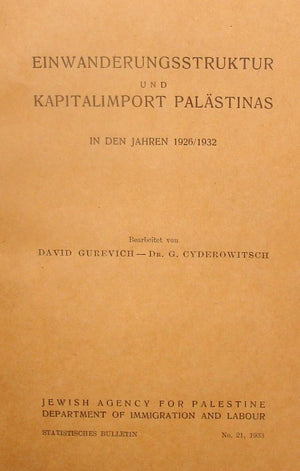 EINWANDERUNGSSTRUKTUR
UND
KAPITALIMPORT PALÄSTINAS
IN DEN JAHREN 1926/1932
Bearbeitet von
DAVID GUREVICH — DR. G. CYDEROWITSCH
JEWISH AGENCY FOR PALESTINE
DEPARTMENT OF IMMIGRATION AND LABOUR
STATISTISCHES BULLETIN No. 21, 1933